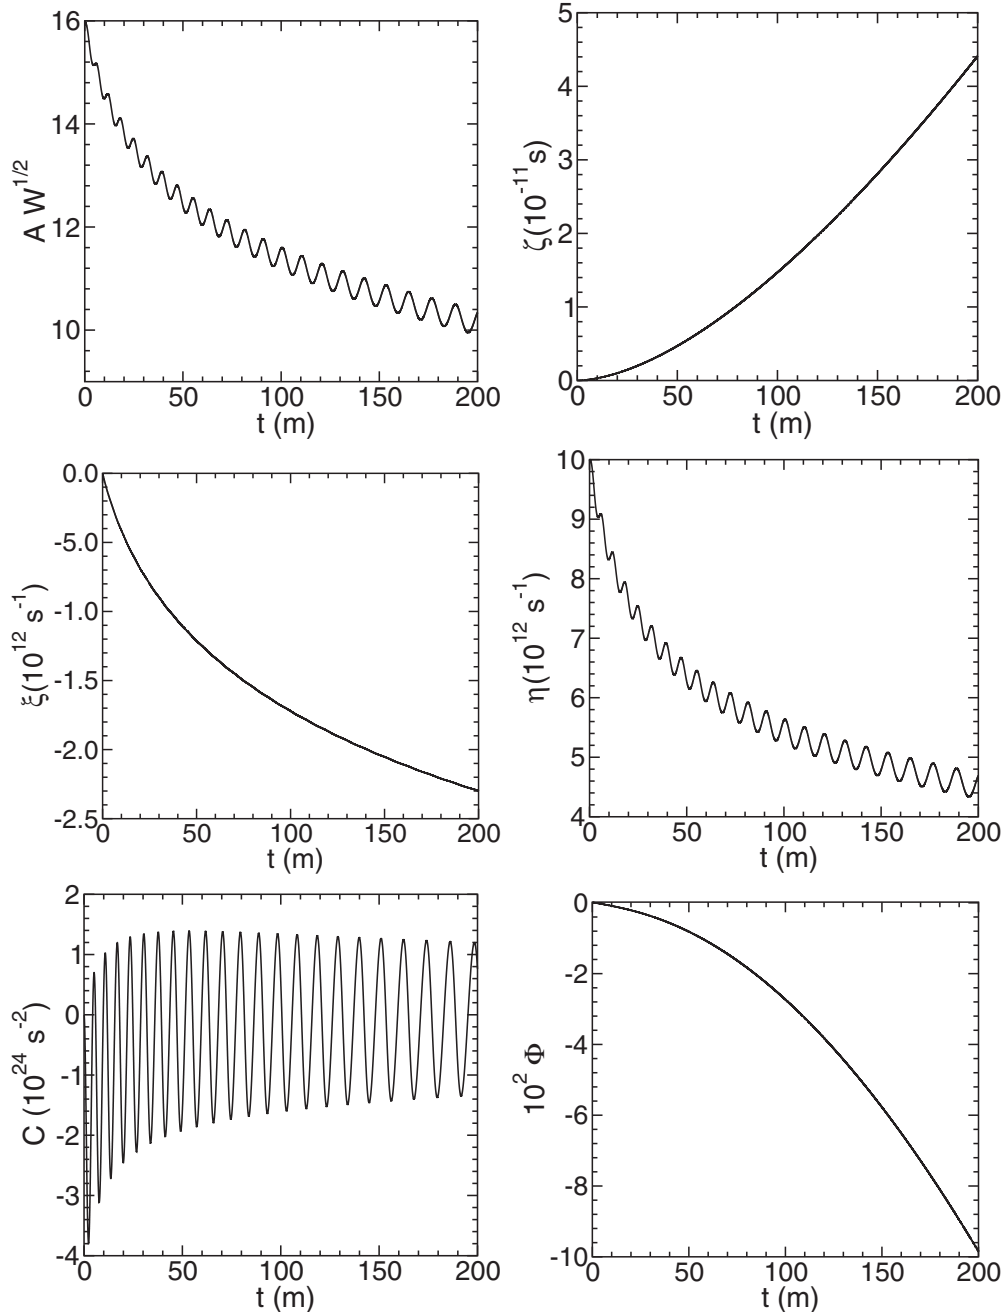 16
14
12
10
A W^{1/2}
0 50 100 150 200
t (m)
5
4
3
2
1
0
ζ(10^{-11}s)
0 50 100 150 200
t (m)
0.0
-5.0
-1.0
-1.5
-2.0
-2.5
ξ(10^{12} s^{-1})
0 50 100 150 200
t (m)
10
9
8
7
6
5
4
η(10^{12} s^{-1})
0 50 100 150 200
t (m)
2
1
0
-1
-2
-3
-4
C (10^{24} s^{-2})
0 50 100 150 200
t (m)
0
-2
-4
-6
-8
-10
10^2 Φ
0 50 100 150 200
t (m)